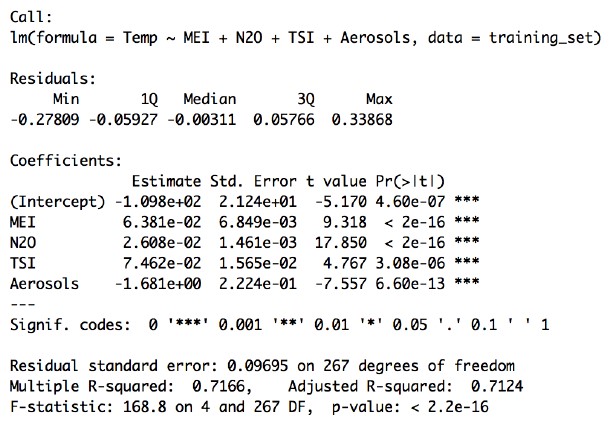 Call:
lm(formula = Temp ~ MEI + N2O + TSI + Aerosols, data = training_set)
Residuals:
Min 1Q Median 3Q Max
-0.27809 -0.05927 -0.00311 0.05766 0.33868
Coefficients:
Estimate Std. Error t value Pr(>|t|)
(Intercept) -1.098e+02 2.124e+01 -5.170 4.60e-07 ***
MEI 6.381e-02 6.849e-03 9.318 < 2e-16 ***
N2O 2.608e-02 1.461e-03 17.850 < 2e-16 ***
TSI 7.462e-02 1.565e-02 4.767 3.08e-06 ***
Aerosols -1.681e+00 2.224e-01 -7.557 6.60e-13 ***
---
Signif. codes: 0 '***' 0.001 '**' 0.01 '*' 0.05 '.' 0.1 ' ' 1
Residual standard error: 0.09695 on 267 degrees of freedom
Multiple R-squared: 0.7166, Adjusted R-squared: 0.7124
F-statistic: 168.8 on 4 and 267 DF, p-value: < 2.2e-16